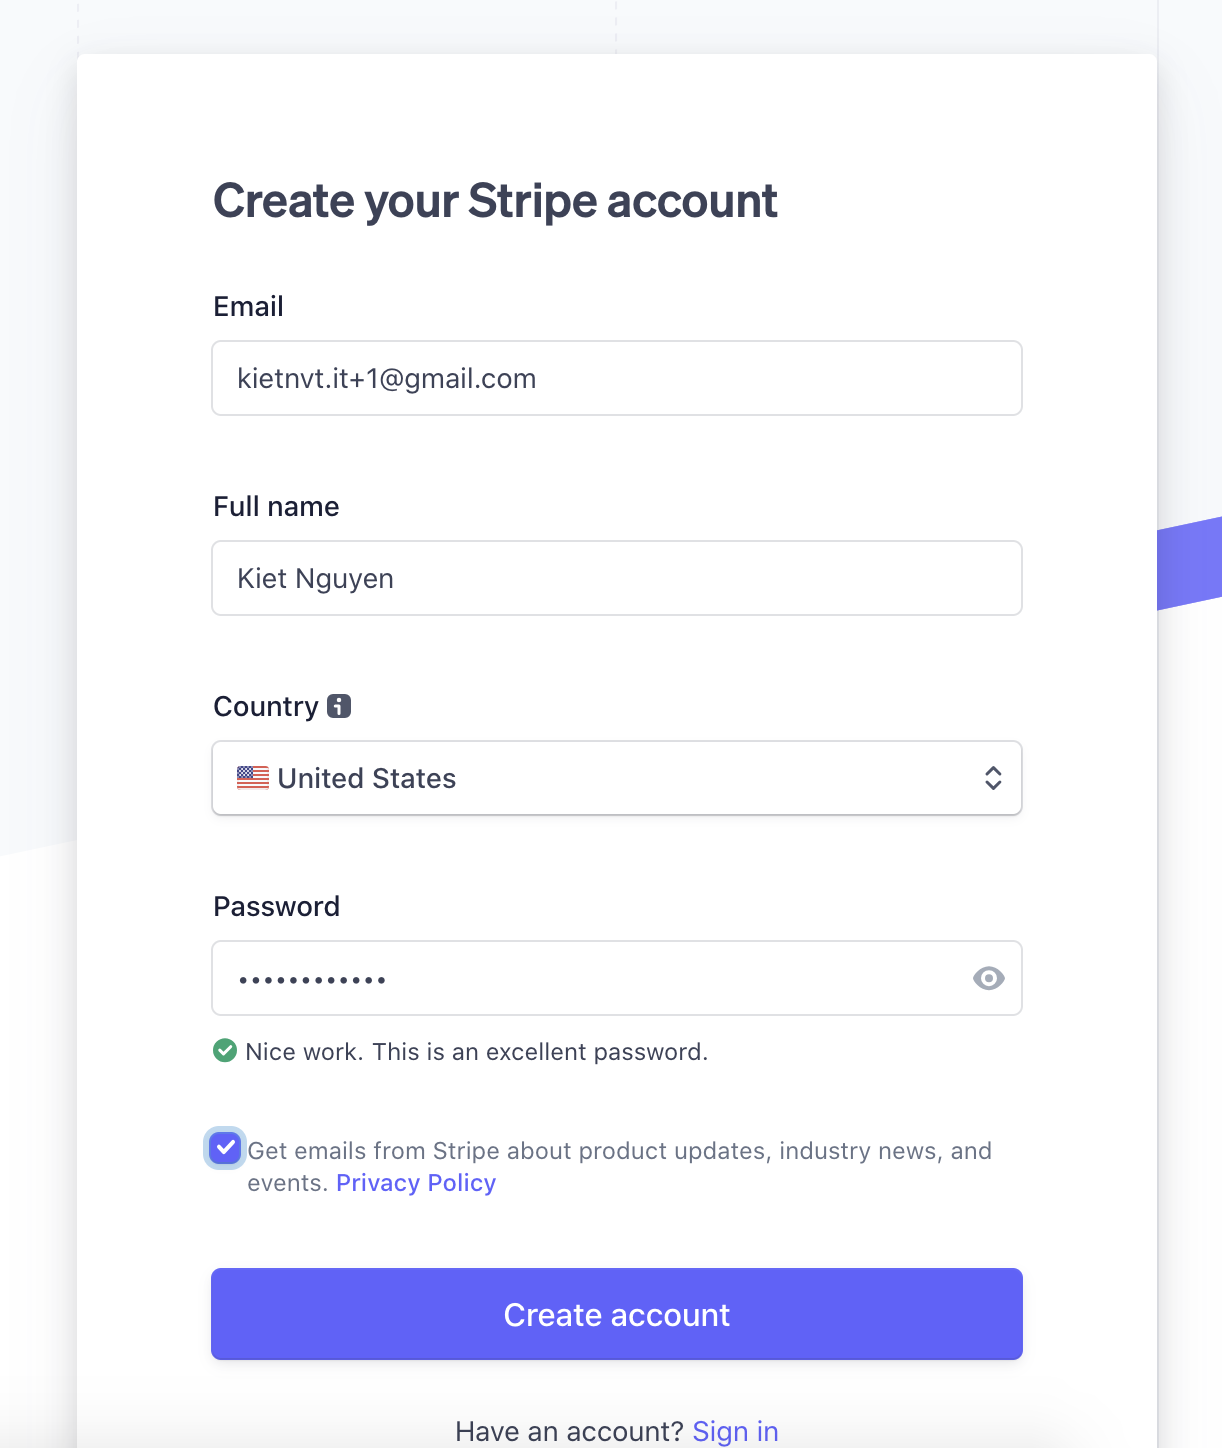 Create your Stripe account
Email
kietnvt.it+1@gmail.com
Full name
Kiet Nguyen
Country
United States
Password
••••••••••••
Nice work. This is an excellent password.
Get emails from Stripe about product updates, industry news, and
events. Privacy Policy
Create account
Have an account? Sign in